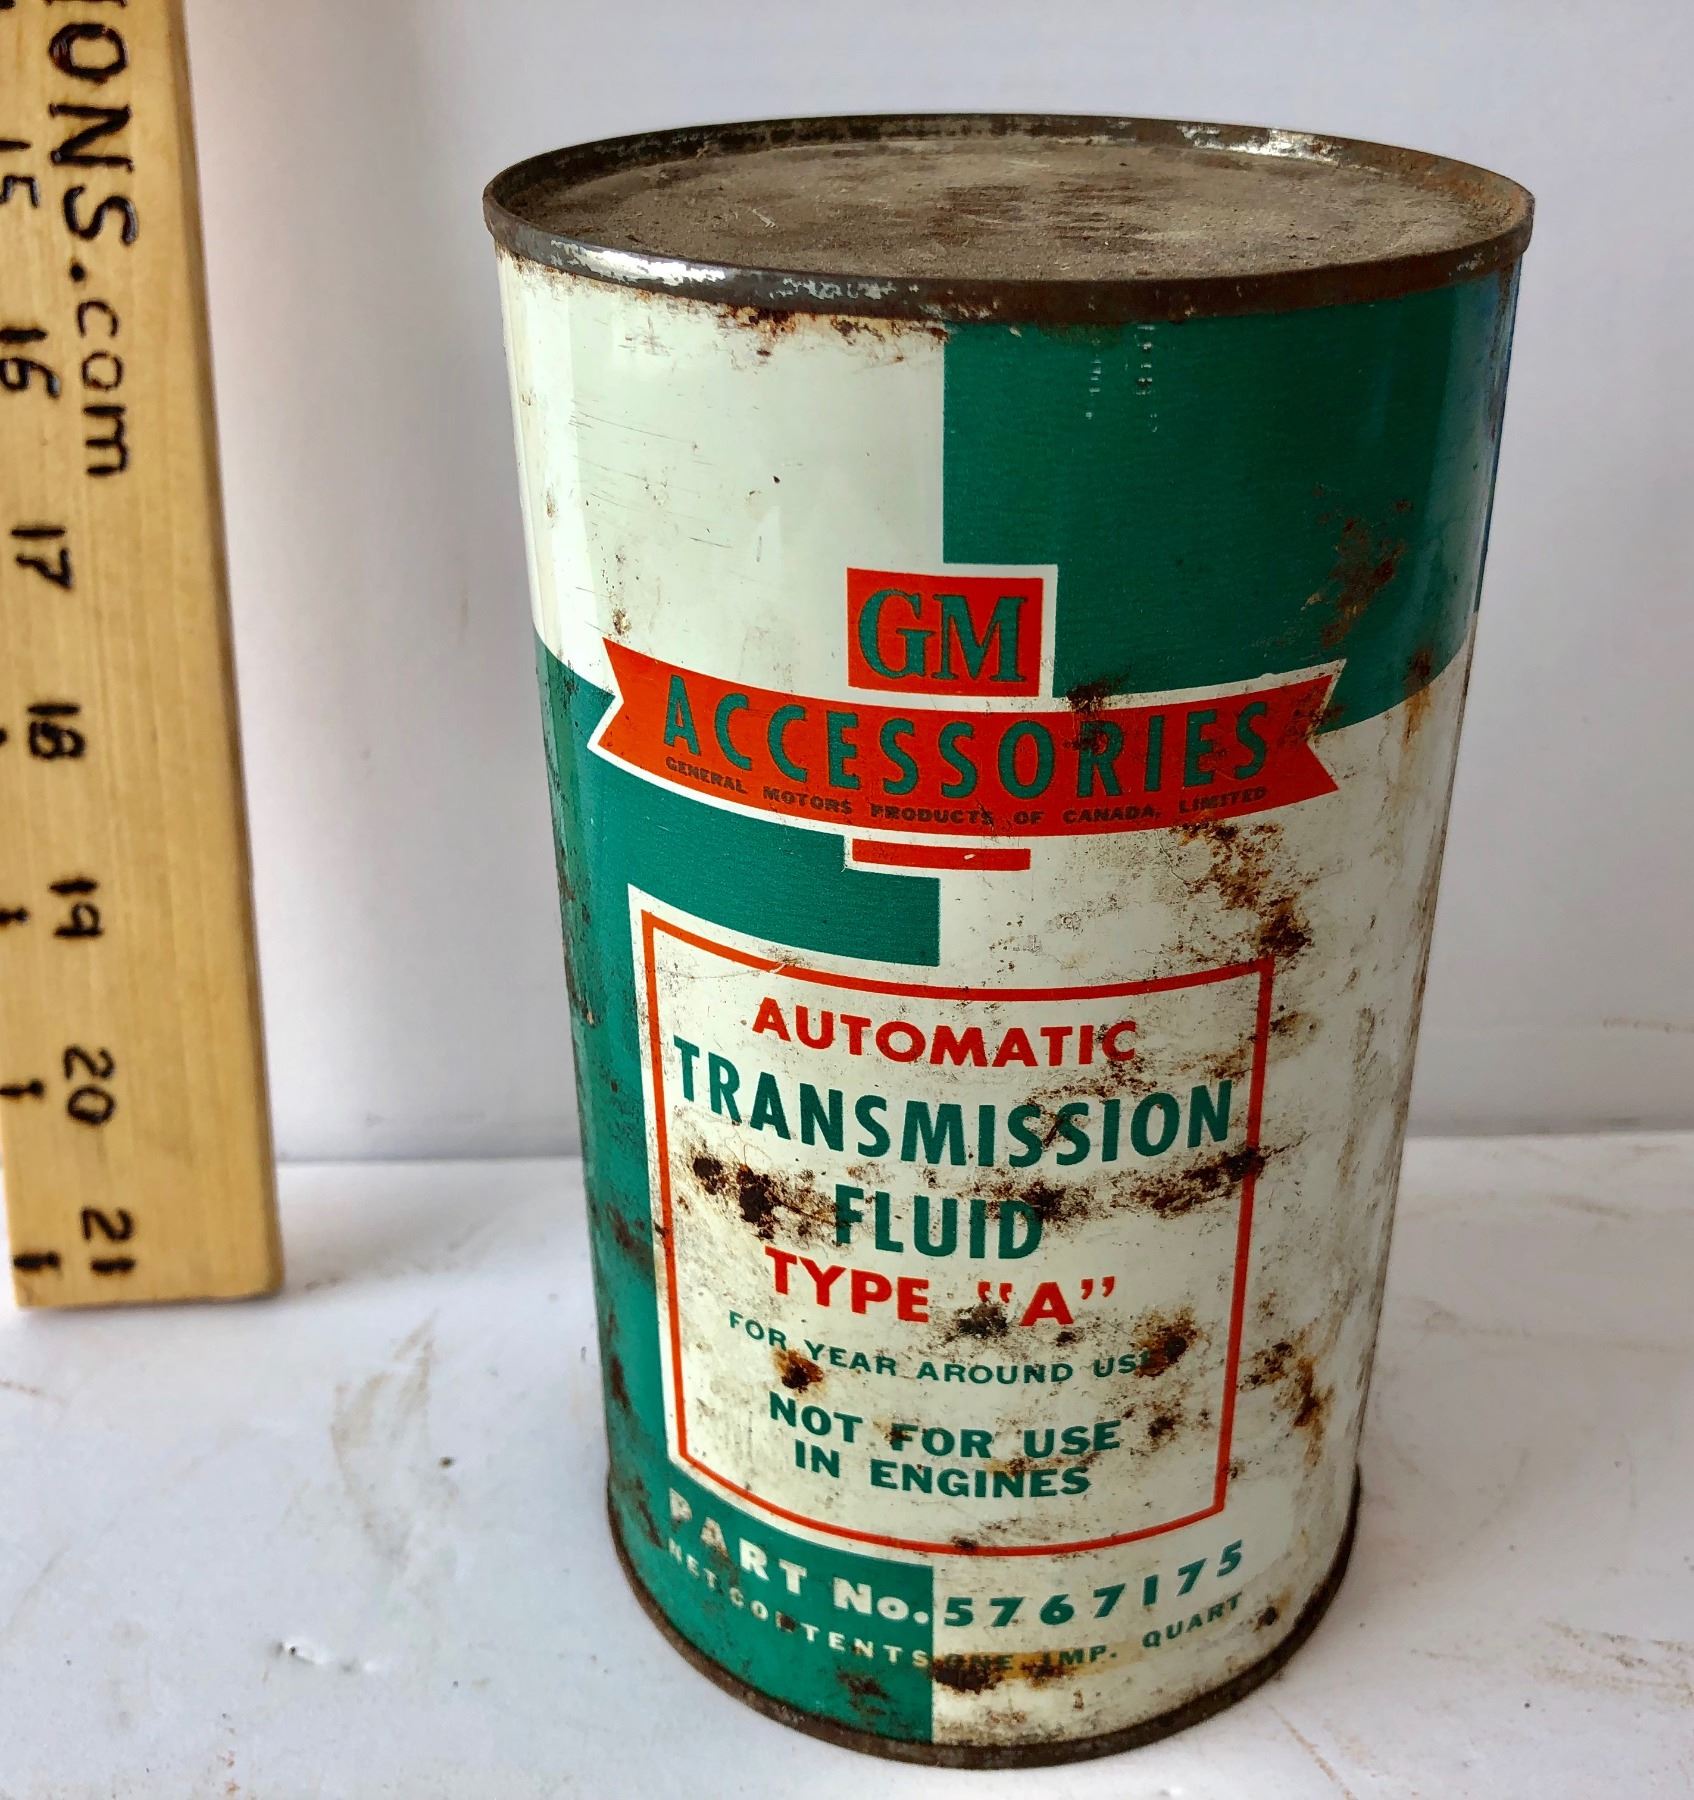 IONS.com
15
16
17
18
19
20
21
GM
ACCESSORIES
GENERAL MOTORS PRODUCTS OF CANADA, LIMITED
AUTOMATIC
TRANSMISSION
FLUID
TYPE "A"
FOR YEAR AROUND USE
NOT FOR USE
IN ENGINES
PART No. 5767175
NET CONTENTS ONE IMP. QUART